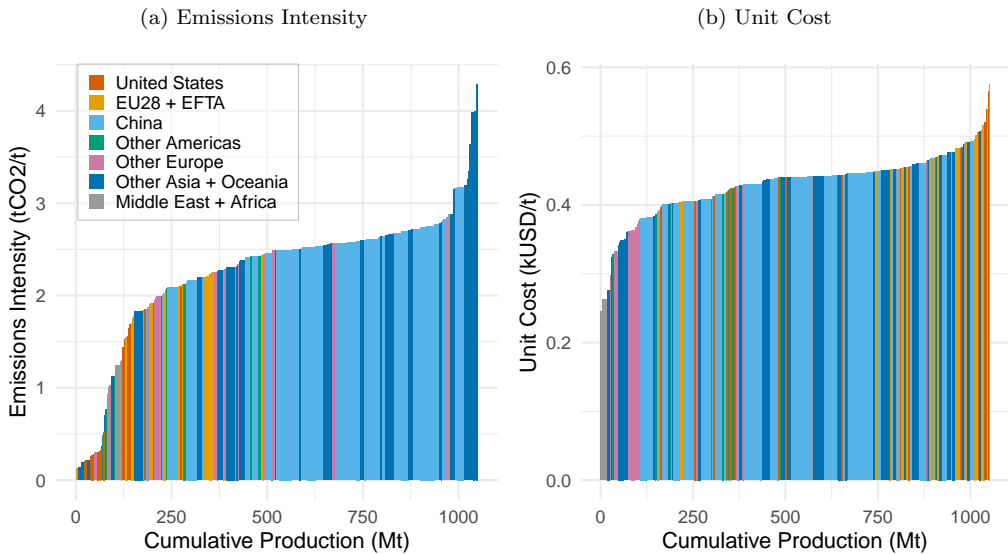 (a) Emissions Intensity
Emissions Intensity (tCO2/t)
4
3
2
1
0
United States
EU28 + EFTA
China
Other Americas
Other Europe
Other Asia + Oceania
Middle East + Africa
0 250 500 750 1000
Cumulative Production (Mt)
(b) Unit Cost
Unit Cost (kUSD/t)
0.6
0.4
0.2
0.0
0 250 500 750 1000
Cumulative Production (Mt)